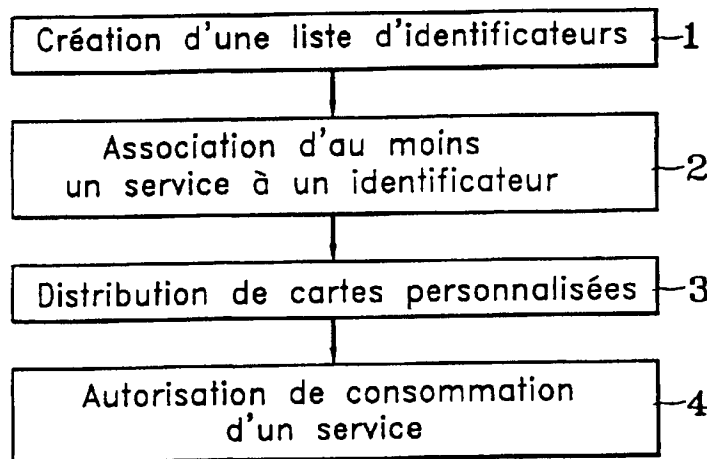 Création d'une liste d'identificateurs 1
Association d'au moins
un service à un identificateur 2
Distribution de cartes personnalisées 3
Autorisation de consommation
d'un service 4